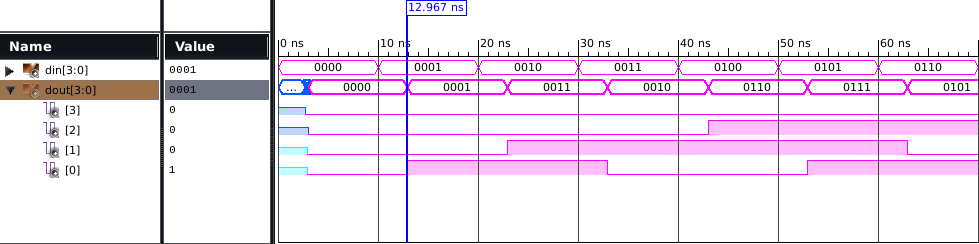 12.967 ns
Name Value 0 ns 10 ns 20 ns 30 ns 40 ns 50 ns 60 ns
din[3:0] 0001 0000 0001 0010 0011 0100 0101 0110
dout[3:0] 0001 ... 0000 0001 0011 0010 0110 0111 0101
[3] 0
[2] 0
[1] 0
[0] 1